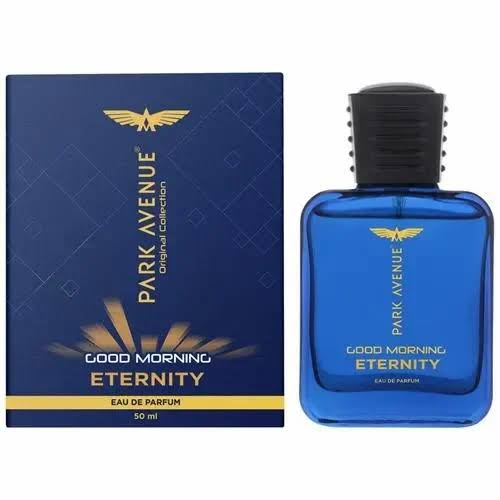 PARK AVENUE®
Original Collection
GOOD MORNING
ETERNITY
EAU DE PARFUM
50 ml
PARK AVENUE
GOOD MORNING
ETERNITY
EAU DE PARFUM